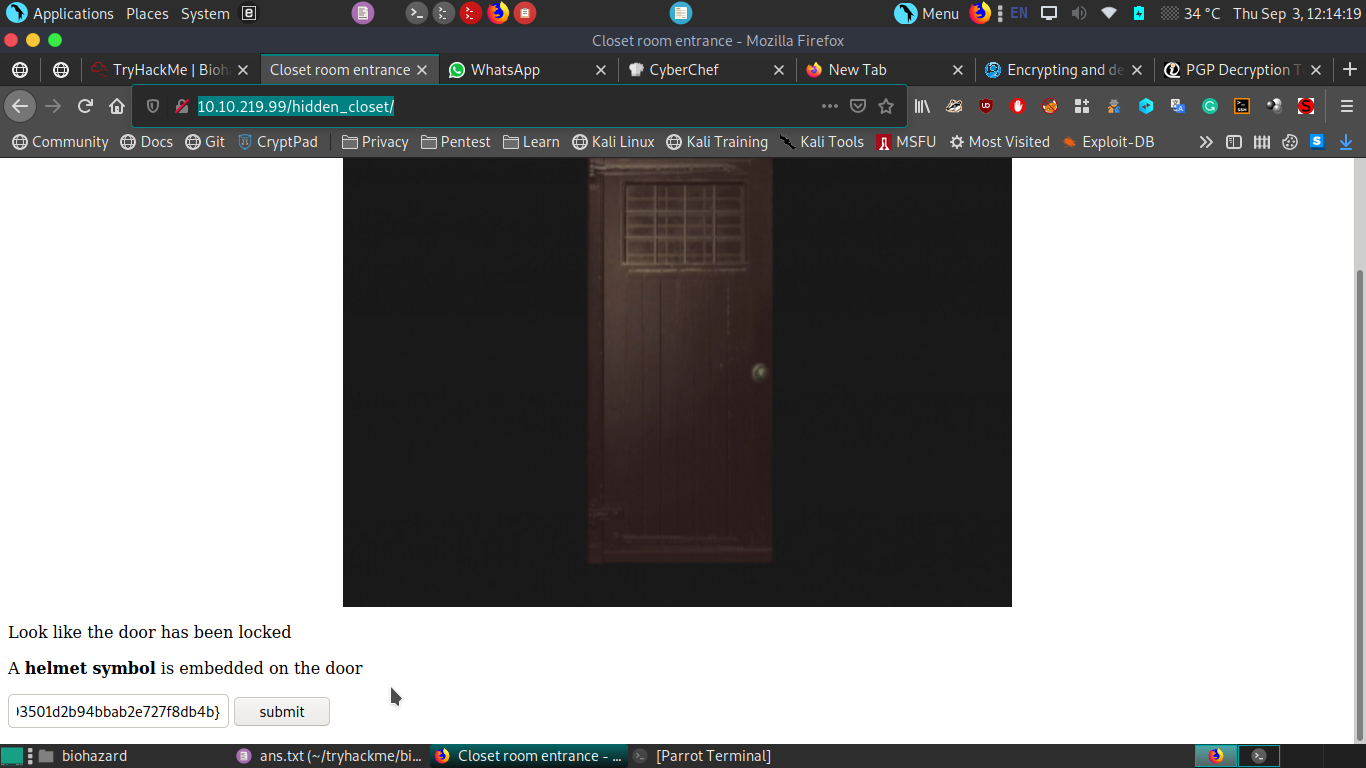 Applications Places System EN Menu 34 °C Thu Sep 3, 12:14:19
Closet room entrance - Mozilla Firefox
TryHackMe | Bioh Closet room entrance WhatsApp CyberChef New Tab Encrypting and de PGP Decryption T
10.10.219.99/hidden_closet/
Community Docs Git CryptPad Privacy Pentest Learn Kali Linux Kali Training Kali Tools MSFU Most Visited Exploit-DB
Look like the door has been locked
A helmet symbol is embedded on the door
3501d2b94bbab2e727f8db4b} submit
biohazard ans.txt (~/tryhackme/bi... Closet room entrance - ... [Parrot Terminal]